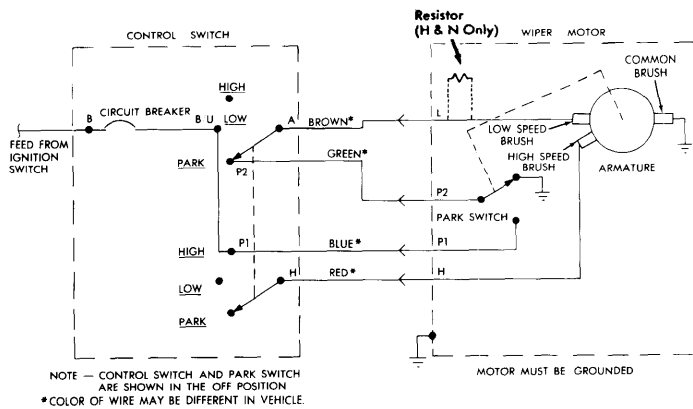 Resistor
(H & N Only)
CONTROL SWITCH
WIPER MOTOR
COMMON
BRUSH
HIGH
B
CIRCUIT BREAKER
B U
LOW
A
BROWN*
L
LOW SPEED
BRUSH
FEED FROM
IGNITION
SWITCH
PARK
P2
GREEN*
HIGH SPEED
BRUSH
ARMATURE
P2
PARK SWITCH
HIGH
P1
BLUE*
P1
LOW
H
RED*
H
PARK
NOTE — CONTROL SWITCH AND PARK SWITCH
ARE SHOWN IN THE OFF POSITION
*COLOR OF WIRE MAY BE DIFFERENT IN VEHICLE.
MOTOR MUST BE GROUNDED